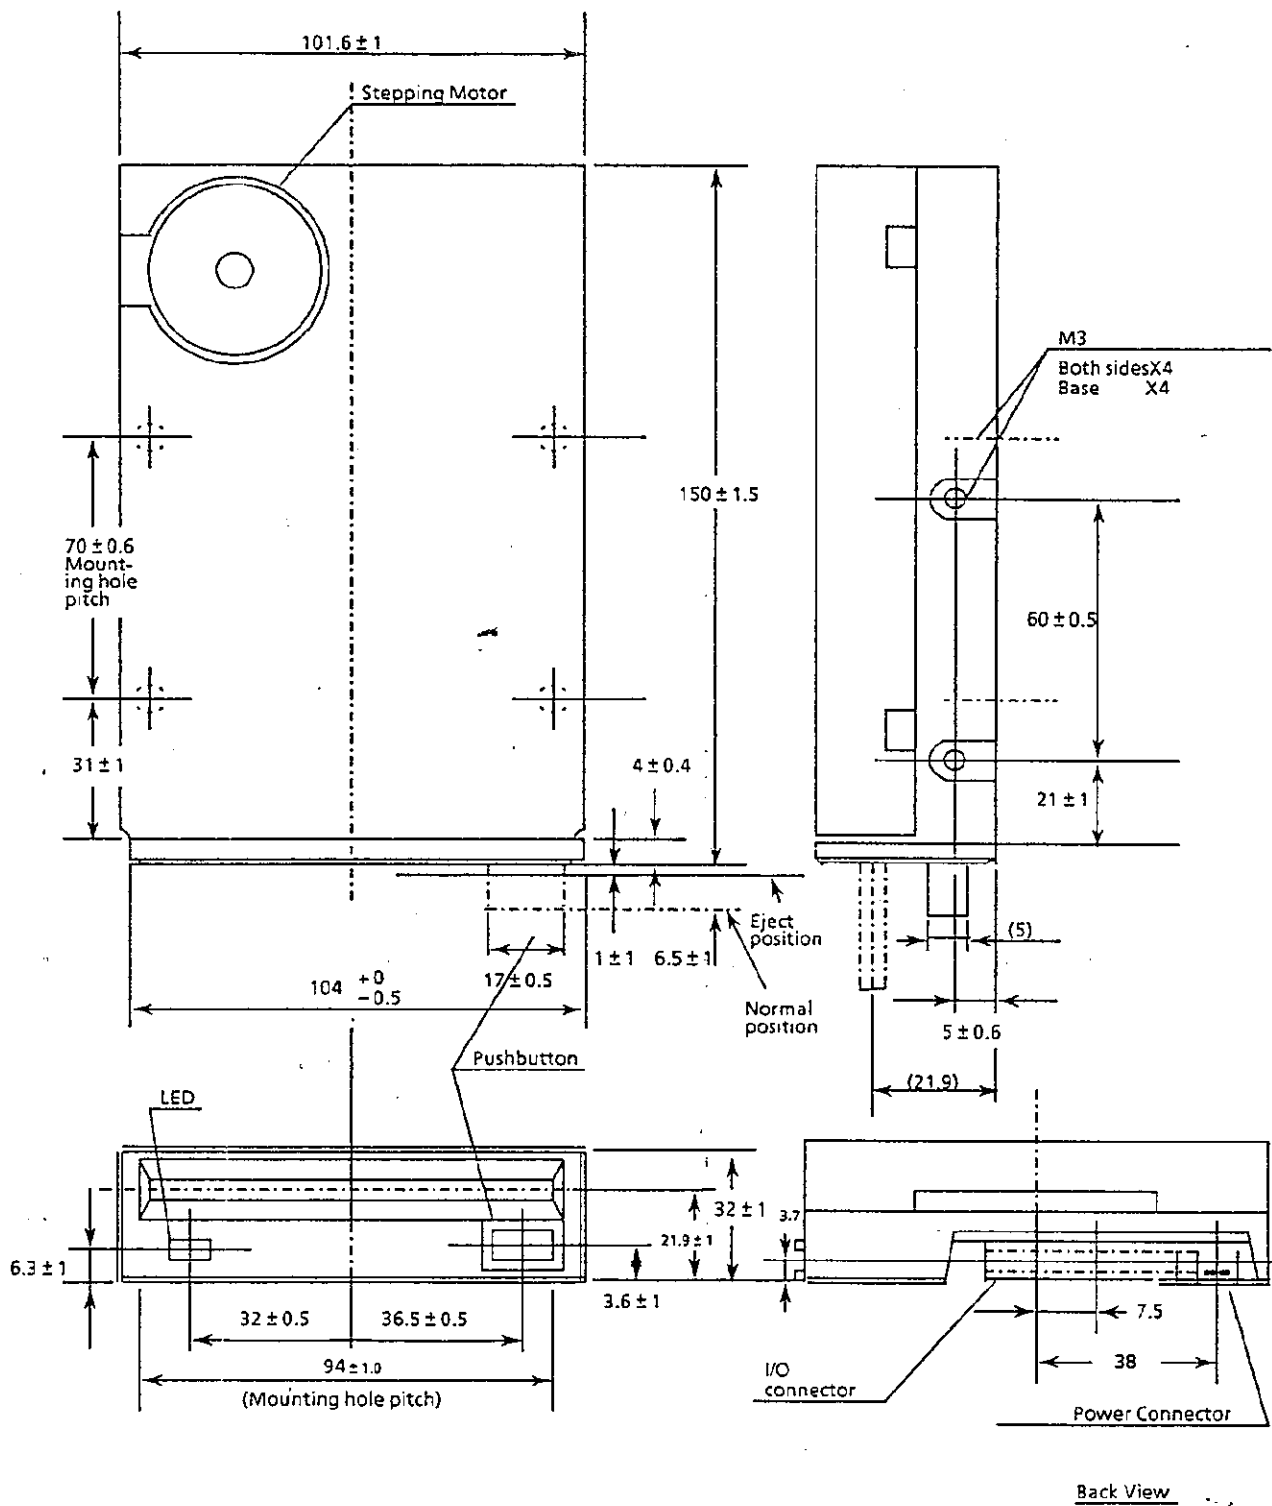 101.6 ± 1
Stepping Motor
M3
Both sidesX4
Base X4
150 ± 1.5
70 ± 0.6
Mount-
ing hole
pitch
60 ± 0.5
31 ± 1
4 ± 0.4
21 ± 1
Eject
position
(5)
1 ± 1
6.5 ± 1
17 ± 0.5
104 +0
−0.5
Normal
position
5 ± 0.6
Pushbutton
(21.9)
LED
32 ± 1
3.7
21.9 ± 1
6.3 ± 1
3.6 ± 1
32 ± 0.5
36.5 ± 0.5
7.5
94 ± 1.0
(Mounting hole pitch)
38
I/O
connector
Power Connector
Back View